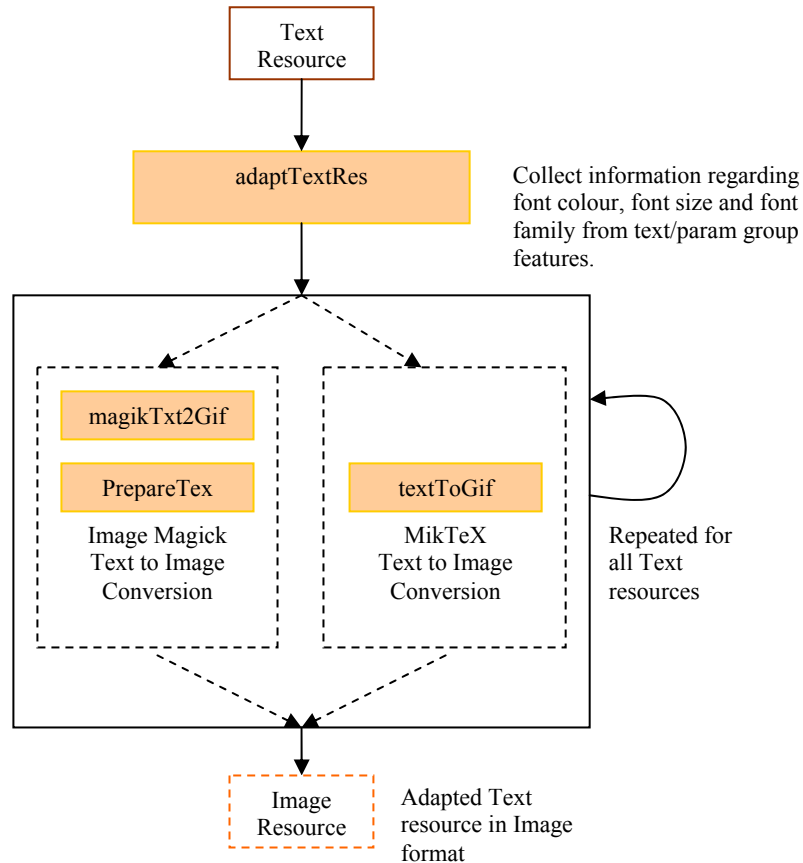 Text
Resource
adaptTextRes
Collect information regarding
font colour, font size and font
family from text/param group
features.
magikTxt2Gif
PrepareTex
Image Magick
Text to Image
Conversion
textToGif
MikTeX
Text to Image
Conversion
Repeated for
all Text
resources
Image
Resource
Adapted Text
resource in Image
format